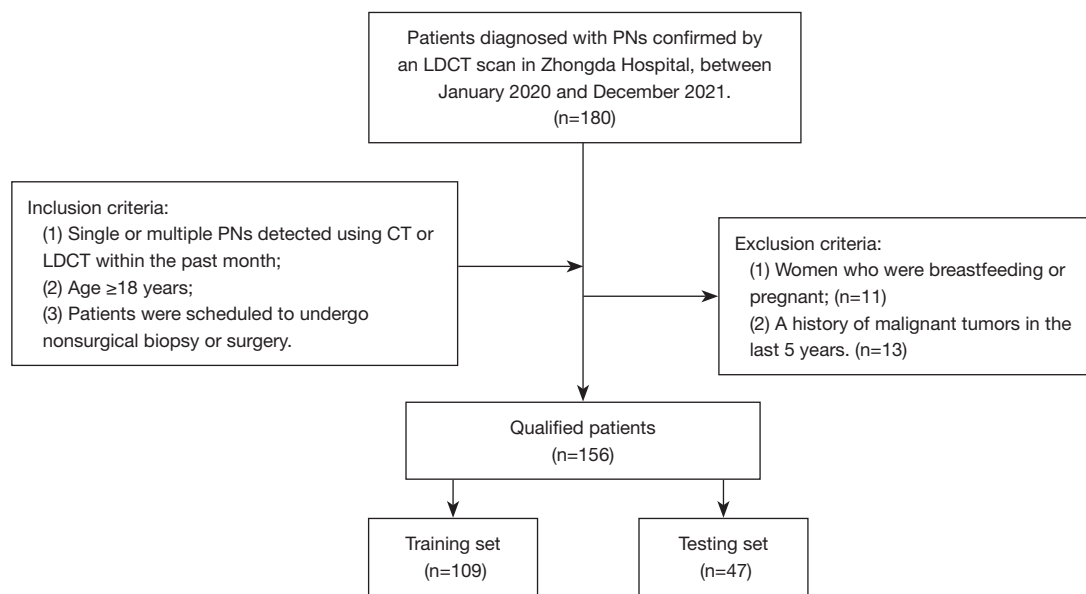 Patients diagnosed with PNs confirmed by
an LDCT scan in Zhongda Hospital, between
January 2020 and December 2021.
(n=180)
Inclusion criteria:
(1) Single or multiple PNs detected using CT or
LDCT within the past month;
(2) Age ≥18 years;
(3) Patients were scheduled to undergo
nonsurgical biopsy or surgery.
Exclusion criteria:
(1) Women who were breastfeeding or
pregnant; (n=11)
(2) A history of malignant tumors in the
last 5 years. (n=13)
Qualified patients
(n=156)
Training set
(n=109)
Testing set
(n=47)